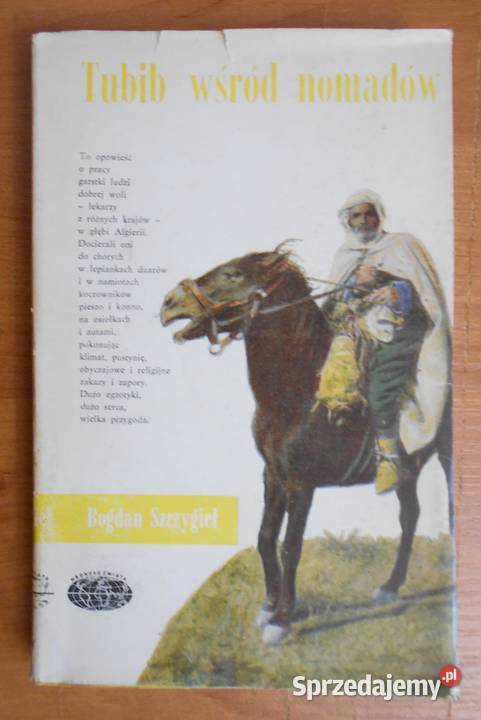 Tubib wśród nomadów
To opowieść
o pracy
garstki ludzi
dobrej woli
– lekarzy
z różnych krajów –
w głębi Algierii.
Docierali oni
do chorych
w lepiankach duarów
i w namiotach
koczowników
pieszo i konno,
na osiołkach
i autami,
pokonując
klimat, pustynię,
obyczajowe i religijne
zakazy i zapory.
Dużo egzotyki,
dużo serca,
wielka przygoda.
Bogdan Szczygieł
NAOKOŁO ŚWIATA
Sprzedajemy.pl